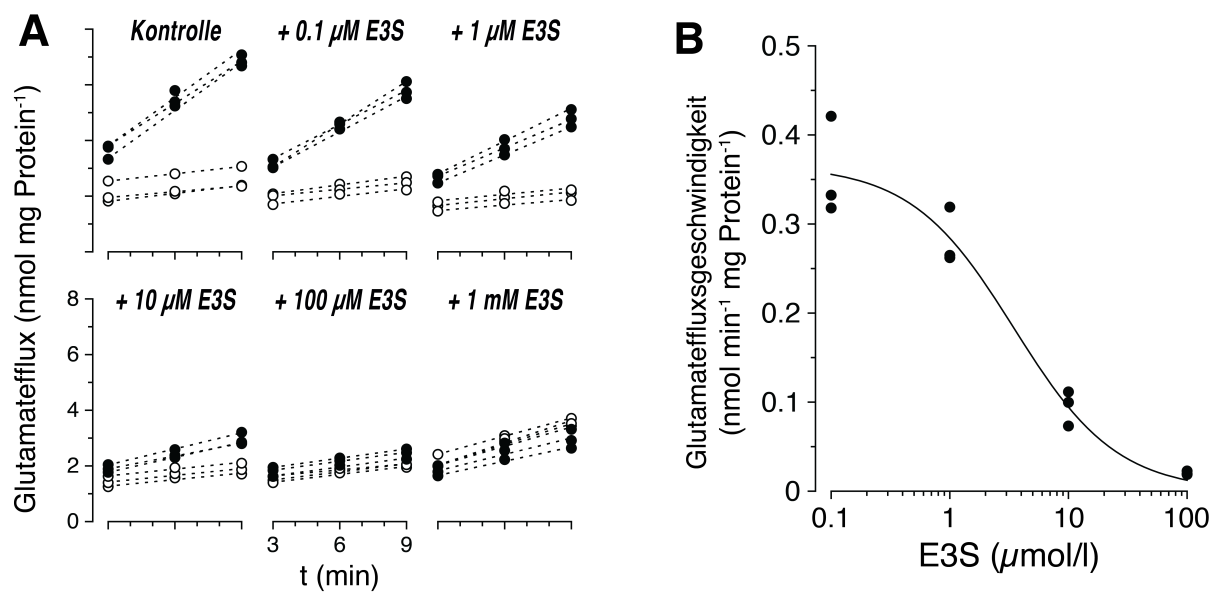 A
Kontrolle
+ 0.1 µM E3S
+ 1 µM E3S
Glutamatefflux (nmol mg Protein⁻¹)
+ 10 µM E3S
+ 100 µM E3S
+ 1 mM E3S
8
6
4
2
0
3
6
9
t (min)
B
Glutamateffluxsgeschwindigkeit
(nmol min⁻¹ mg Protein⁻¹)
0.5
0.4
0.3
0.2
0.1
0
0.1
1
10
100
E3S (µmol/l)